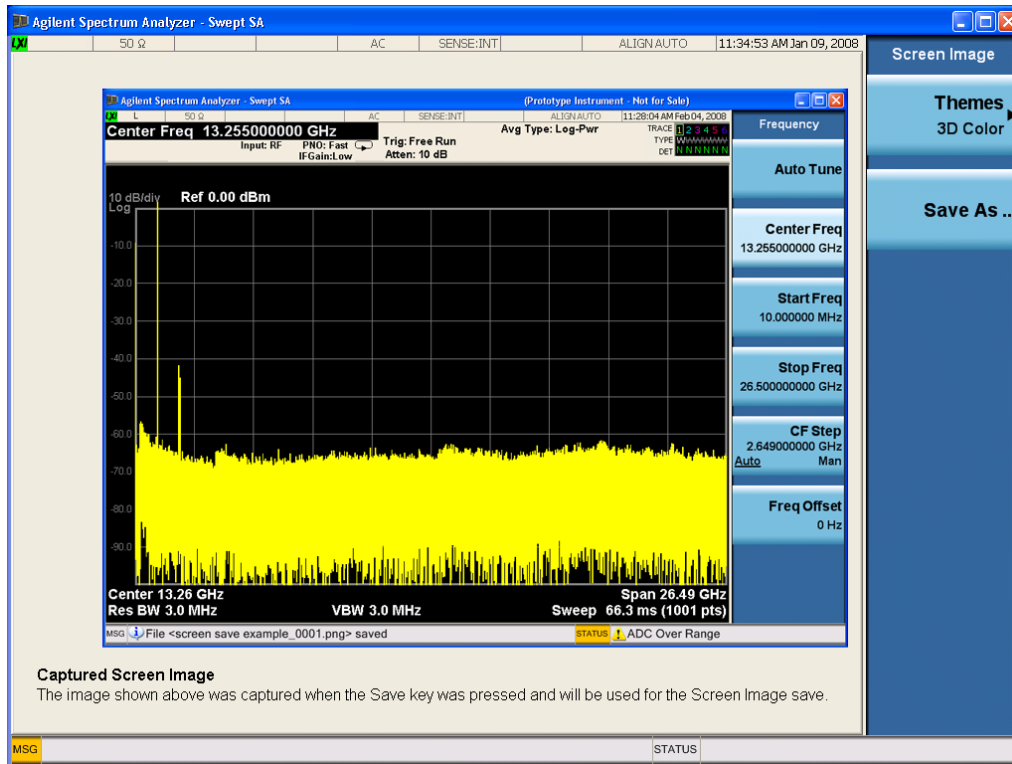 Agilent Spectrum Analyzer - Swept SA
LXI 50 Ω AC SENSE:INT ALIGN AUTO 11:34:53 AM Jan 09, 2008
Screen Image
Themes
3D Color
Save As ..
Agilent Spectrum Analyzer - Swept SA (Prototype Instrument - Not for Sale)
LXI L 50 Ω AC SENSE:INT ALIGN AUTO 11:28:04 AM Feb 04, 2008
Center Freq 13.255000000 GHz
Input: RF PNO: Fast
IFGain:Low
Trig: Free Run
Atten: 10 dB
Avg Type: Log-Pwr
TRACE 1 2 3 4 5 6
TYPE
DET N N N N N N
Frequency
Auto Tune
Center Freq
13.255000000 GHz
Start Freq
10.000000 MHz
Stop Freq
26.500000000 GHz
CF Step
2.649000000 GHz
Auto Man
Freq Offset
0 Hz
10 dB/div Ref 0.00 dBm
Log
-10.0
-20.0
-30.0
-40.0
-50.0
-60.0
-70.0
-80.0
-90.0
Center 13.26 GHz Span 26.49 GHz
Res BW 3.0 MHz VBW 3.0 MHz Sweep 66.3 ms (1001 pts)
MSG File <screen save example_0001.png> saved STATUS ADC Over Range
Captured Screen Image
The image shown above was captured when the Save key was pressed and will be used for the Screen Image save.
MSG STATUS